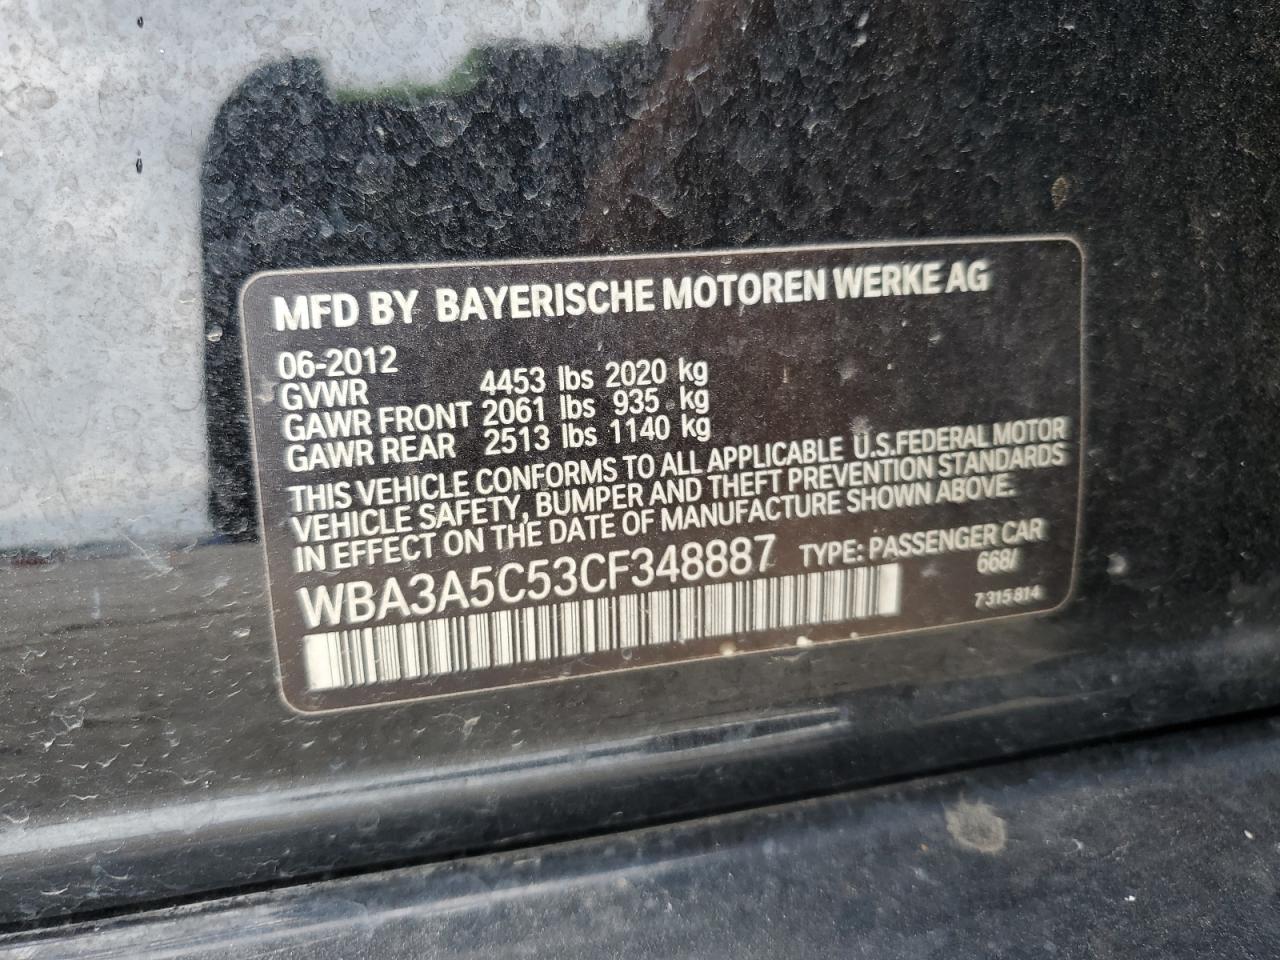 MFD BY BAYERISCHE MOTOREN WERKE AG
06-2012
GVWR 4453 lbs 2020 kg
GAWR FRONT 2061 lbs 935 kg
GAWR REAR 2513 lbs 1140 kg
THIS VEHICLE CONFORMS TO ALL APPLICABLE U.S.FEDERAL MOTOR
VEHICLE SAFETY, BUMPER AND THEFT PREVENTION STANDARDS
IN EFFECT ON THE DATE OF MANUFACTURE SHOWN ABOVE.
WBA3A5C53CF348887 TYPE: PASSENGER CAR
668/
7 315 814